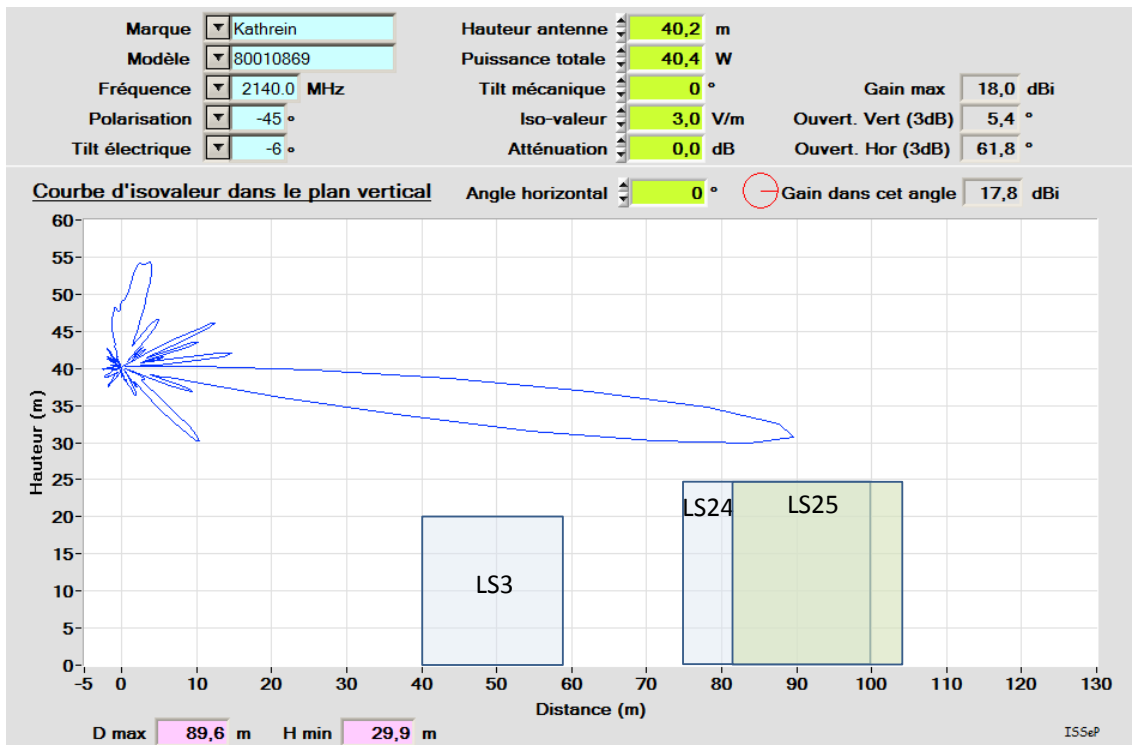 Marque Kathrein Hauteur antenne 40,2 m
Modèle 80010869 Puissance totale 40,4 W
Fréquence 2140.0 MHz Tilt mécanique 0 ° Gain max 18,0 dBi
Polarisation -45 ° Iso-valeur 3,0 V/m Ouvert. Vert (3dB) 5,4 °
Tilt électrique -6 ° Atténuation 0,0 dB Ouvert. Hor (3dB) 61,8 °
Courbe d'isovaleur dans le plan vertical Angle horizontal 0 ° Gain dans cet angle 17,8 dBi
60
55
50
45
40
35
30
25
20
15
10
5
0
Hauteur (m)
LS3
LS24
LS25
-5 0 10 20 30 40 50 60 70 80 90 100 110 120 130
Distance (m)
D max 89,6 m H min 29,9 m
ISSeP